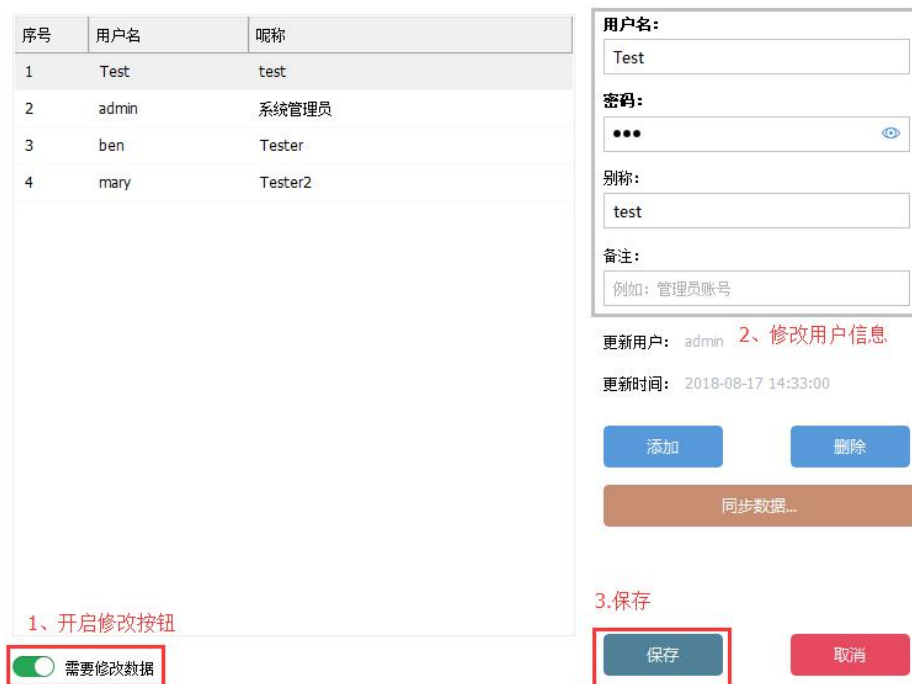 序号 用户名 呢称
1 Test test
2 admin 系统管理员
3 ben Tester
4 mary Tester2
1、开启修改按钮
需要修改数据
用户名：
Test
密码：
●●●
别称：
test
备注：
例如：管理员账号
2、修改用户信息
更新用户： admin
更新时间： 2018-08-17 14:33:00
添加 删除
同步数据...
3.保存
保存 取消